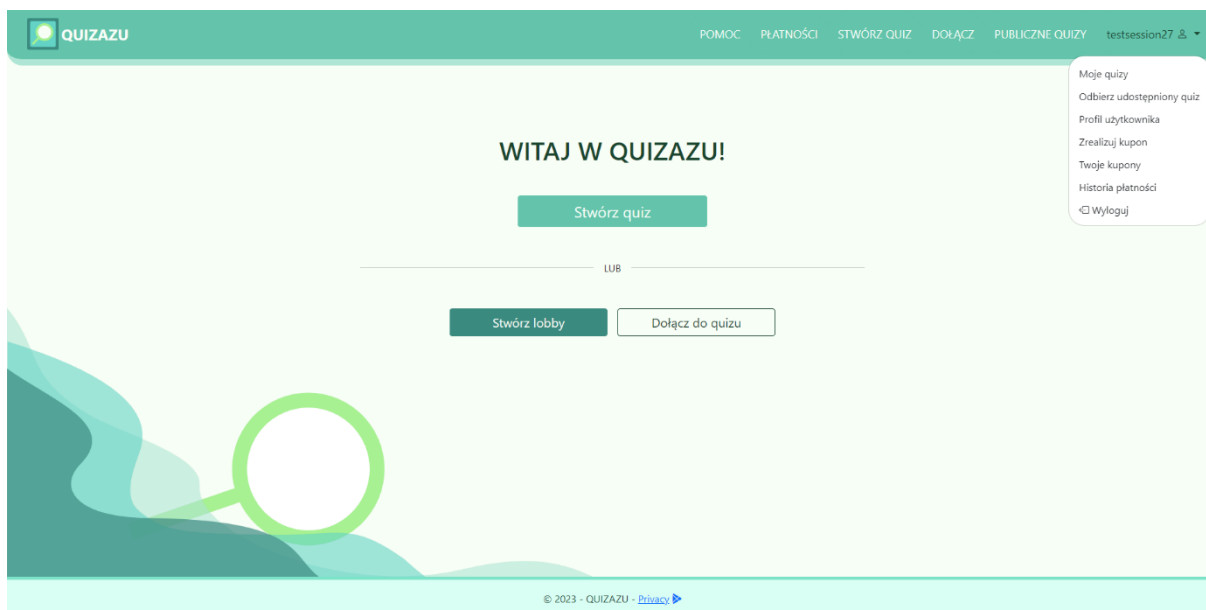 QUIZAZU
POMOC PŁATNOŚCI STWÓRZ QUIZ DOŁĄCZ PUBLICZNE QUIZY testsession27
Moje quizy
Odbierz udostępniony quiz
Profil użytkownika
Zrealizuj kupon
Twoje kupony
Historia płatności
Wyloguj
WITAJ W QUIZAZU!
Stwórz quiz
LUB
Stwórz lobby Dołącz do quizu
© 2023 - QUIZAZU - Privacy